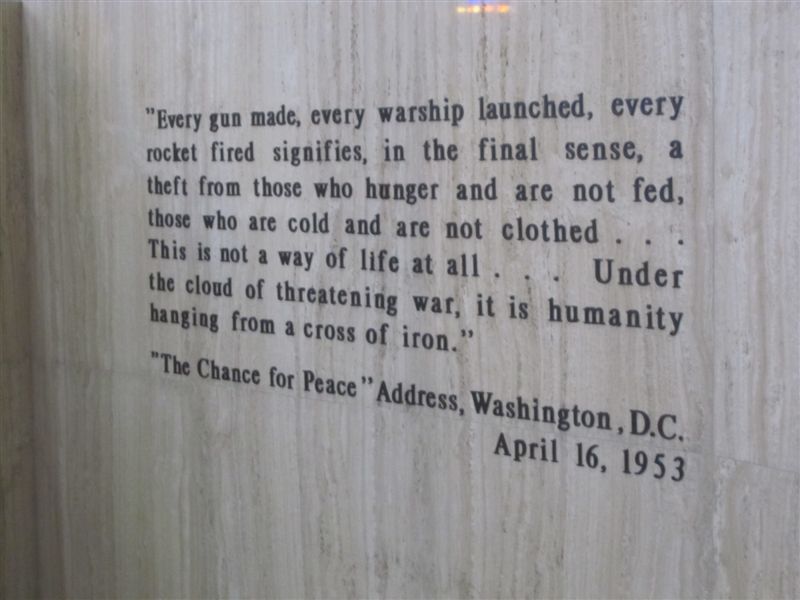 "Every gun made, every warship launched, every
rocket fired signifies, in the final sense, a
theft from those who hunger and are not fed,
those who are cold and are not clothed . . .
This is not a way of life at all . . . Under
the cloud of threatening war, it is humanity
hanging from a cross of iron."
"The Chance for Peace" Address, Washington, D.C.
April 16, 1953